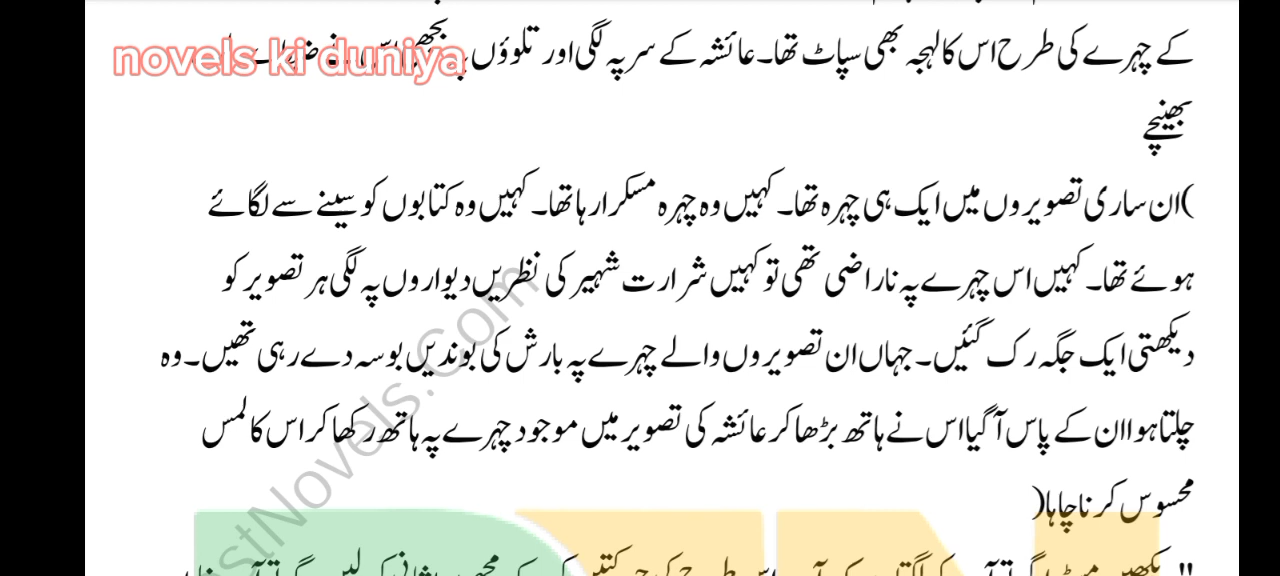 کے چہرے کی طرح اس کا لہجہ بھی سپاٹ تھا۔ عائشہ کے سر پہ لگی اور تلوؤں
novels ki duniya
بھینچے
)ان ساری تصویروں میں ایک ہی چہرہ تھا۔ کہیں وہ چہرہ مسکرا رہا تھا۔ کہیں وہ کتابوں کو سینے سے لگائے
ہوئے تھا۔ کہیں اس چہرے پہ ناراضی تھی تو کہیں شرارت شہیر کی نظریں دیواروں پہ لگی ہر تصویر کو
دیکھتی ایک جگہ رک گئیں۔ جہاں ان تصویروں والے چہرے پہ بارش کی بوندیں بوسہ دے رہی تھیں۔ وہ
چلتا ہوا ان کے پاس آ گیا اس نے ہاتھ بڑھا کر عائشہ کی تصویر میں موجود چہرے پہ ہاتھ رکھا کر اس کا لمس
محسوس کرنا چاہا(
stNovels.Com